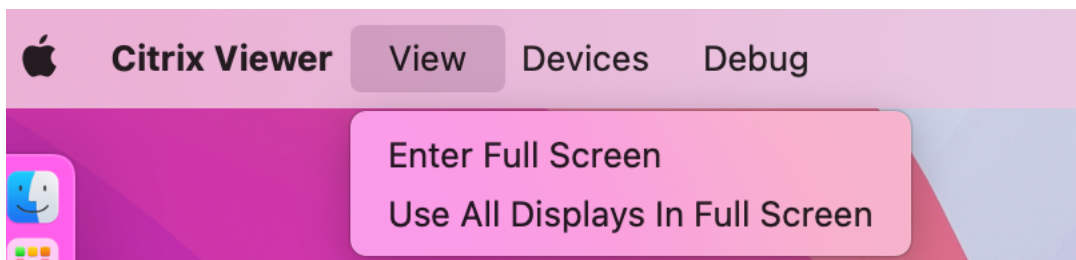 Citrix Viewer View Devices Debug
Enter Full Screen
Use All Displays In Full Screen